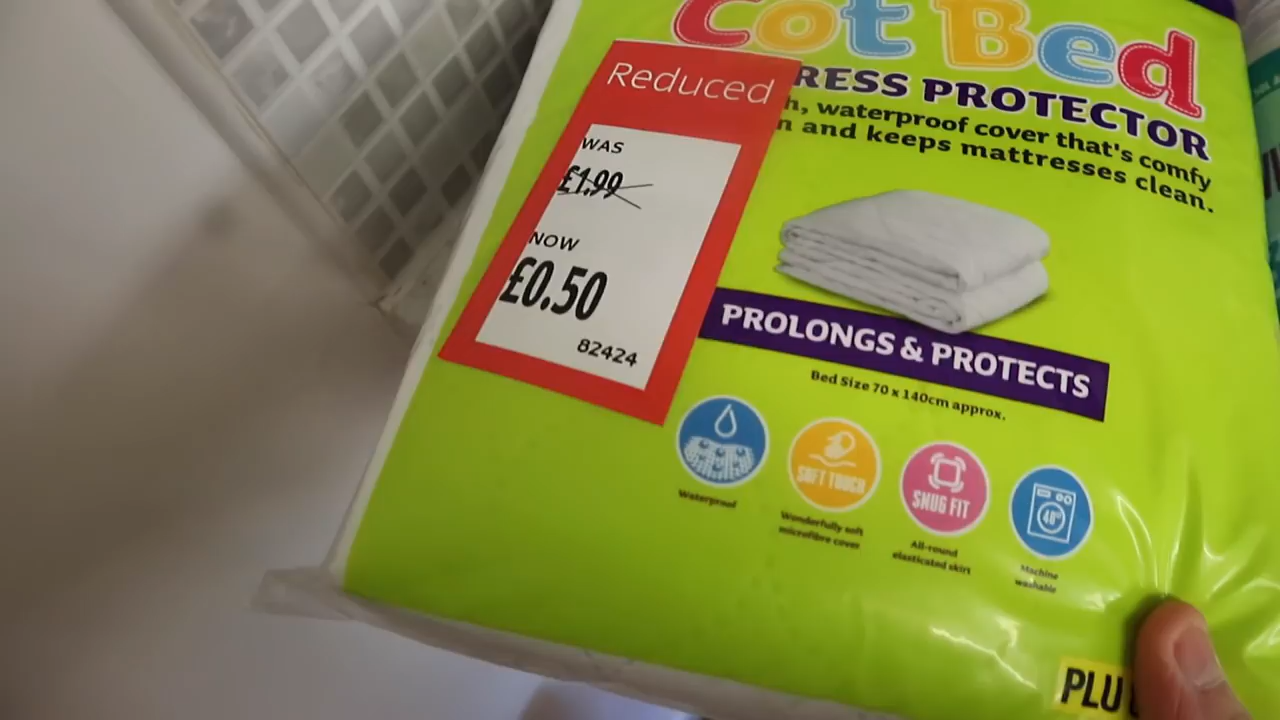 Cot Bed
RESS PROTECTOR
h, waterproof cover that's comfy
n and keeps mattresses clean.
Reduced
WAS
£1.99
NOW
£0.50
82424
PROLONGS & PROTECTS
Bed Size 70 x 140cm approx.
SOFT TOUCH
SNUG FIT
40°
Waterproof
Wonderfully soft
microfibre cover
All-round
elasticated skirt
Machine
washable
PLU